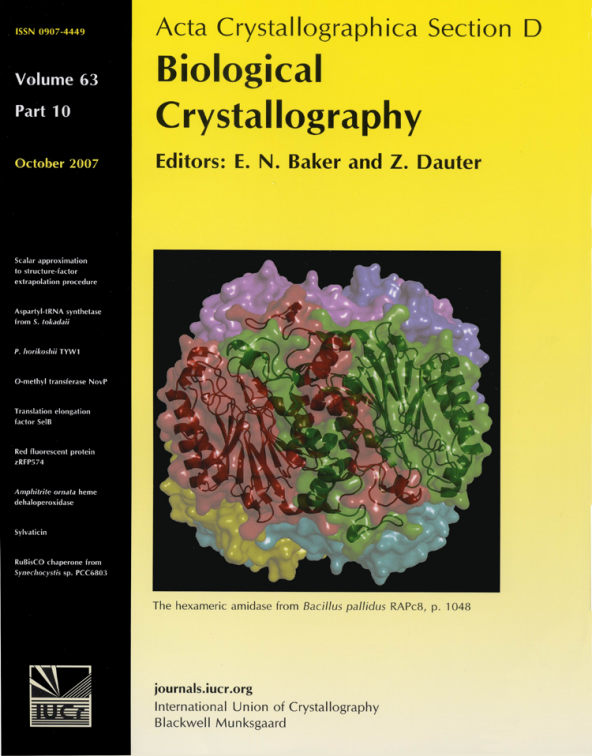 ISSN 0907-4449
Volume 63
Part 10
October 2007
Scalar approximation
to structure-factor
extrapolation procedure
Aspartyl-tRNA synthetase
from S. tokadaii
P. horikoshii TYW1
O-methyl transferase NovP
Translation elongation
factor SelB
Red fluorescent protein
zRFP574
Amphitrite ornata heme
dehaloperoxidase
Sylvaticin
RuBisCO chaperone from
Synechocystis sp. PCC6803
IUCr
Acta Crystallographica Section D
Biological
Crystallography
Editors: E. N. Baker and Z. Dauter
The hexameric amidase from Bacillus pallidus RAPc8, p. 1048
journals.iucr.org
International Union of Crystallography
Blackwell Munksgaard